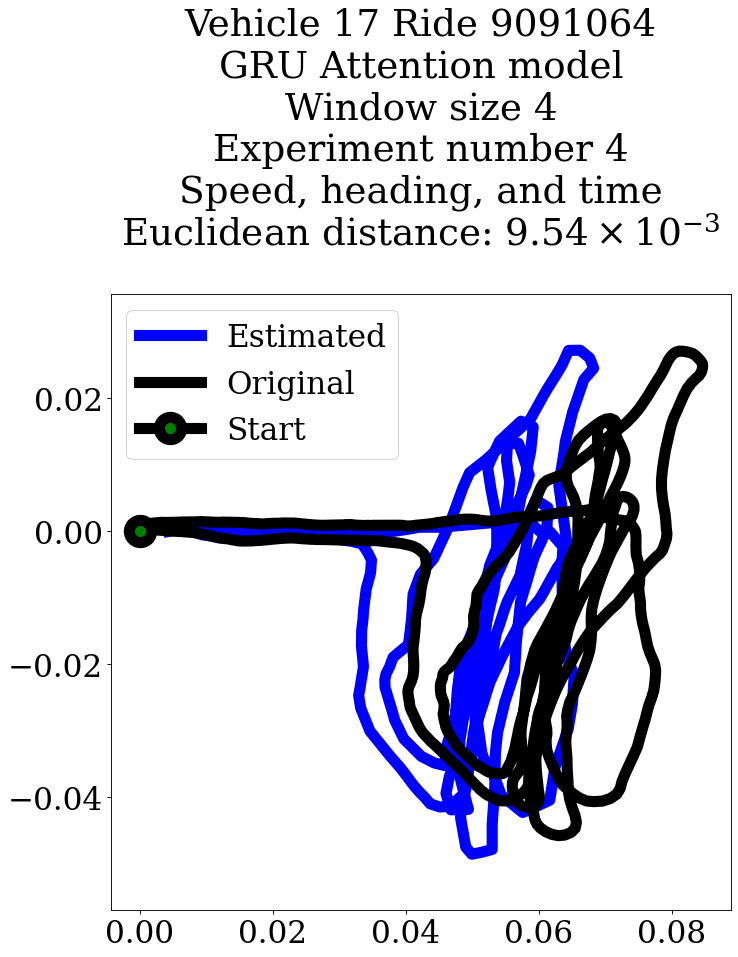 Vehicle 17 Ride 9091064
GRU Attention model
Window size 4
Experiment number 4
Speed, heading, and time
Euclidean distance: 9.54 × 10⁻³
Estimated
Original
Start
0.02
0.00
−0.02
−0.04
0.00 0.02 0.04 0.06 0.08